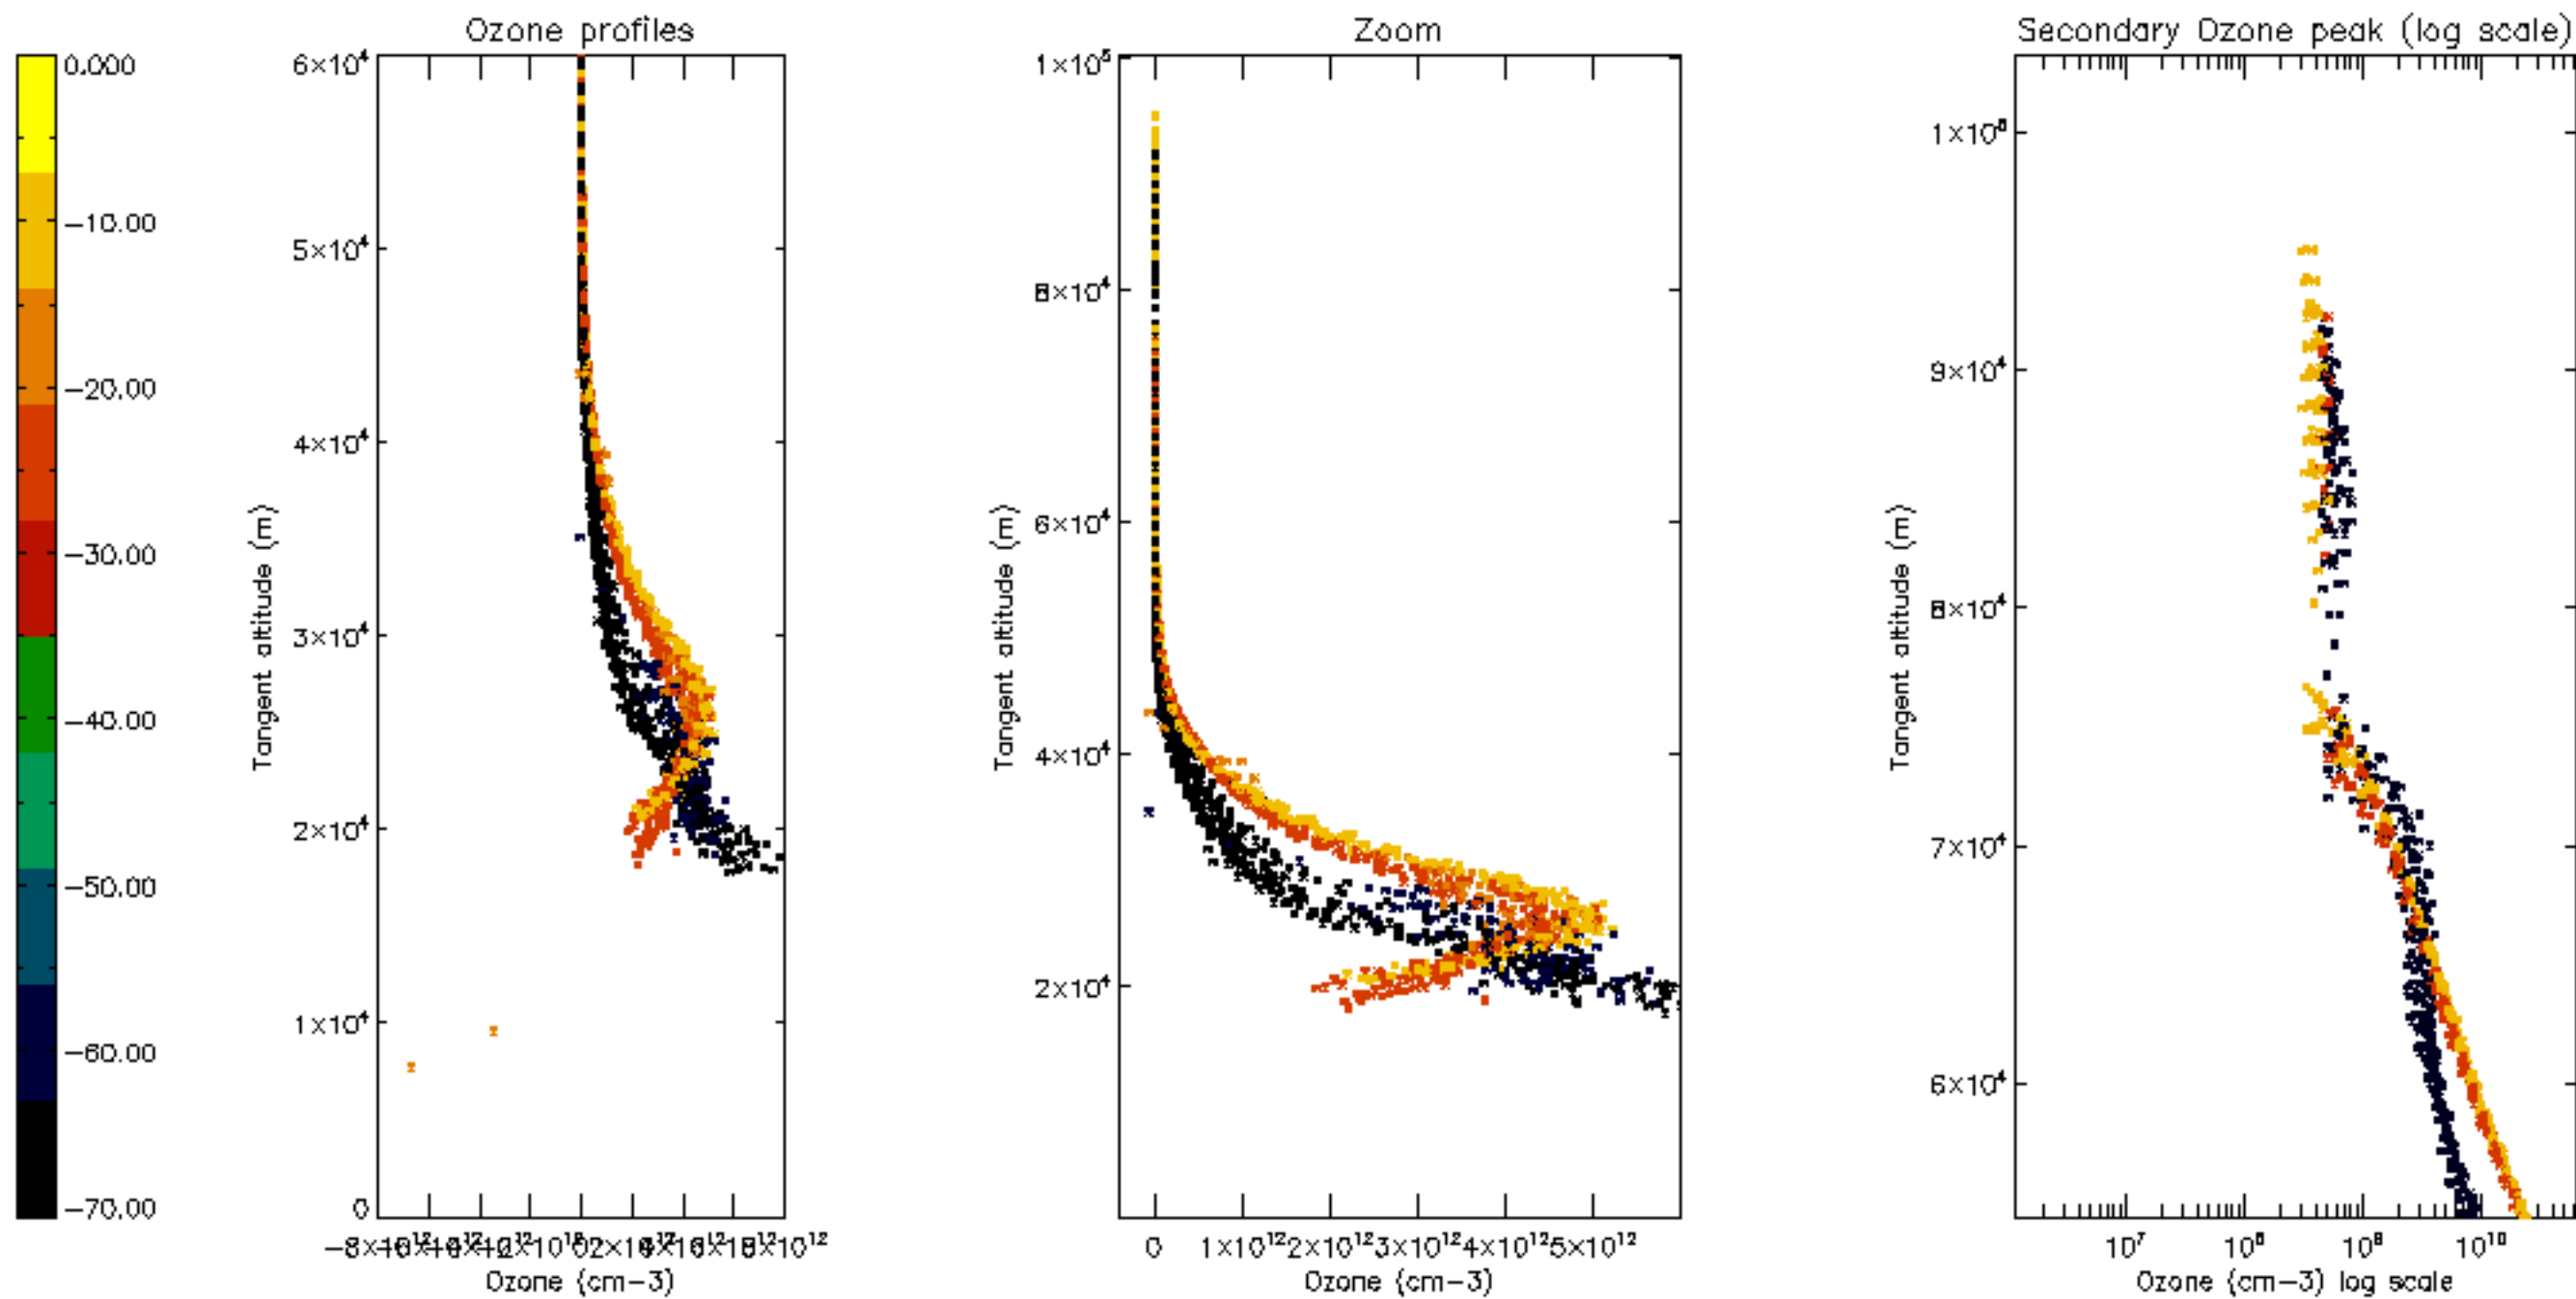 Ozone profiles
Zoom
Secondary Ozone peak (log scale)
0.000
−10.00
−20.00
−30.00
−40.00
−50.00
−60.00
−70.00
6×10⁴
5×10⁴
4×10⁴
3×10⁴
2×10⁴
1×10⁴
0
Tangent altitude (m)
Ozone (cm−3)
1×10⁵
8×10⁴
6×10⁴
4×10⁴
2×10⁴
Tangent altitude (m)
0 1×10¹² 2×10¹² 3×10¹² 4×10¹² 5×10¹²
Ozone (cm−3)
9×10⁴
8×10⁴
7×10⁴
6×10⁴
Tangent altitude (m)
10⁷ 10⁸ 10⁹ 10¹⁰
Ozone (cm−3) log scale